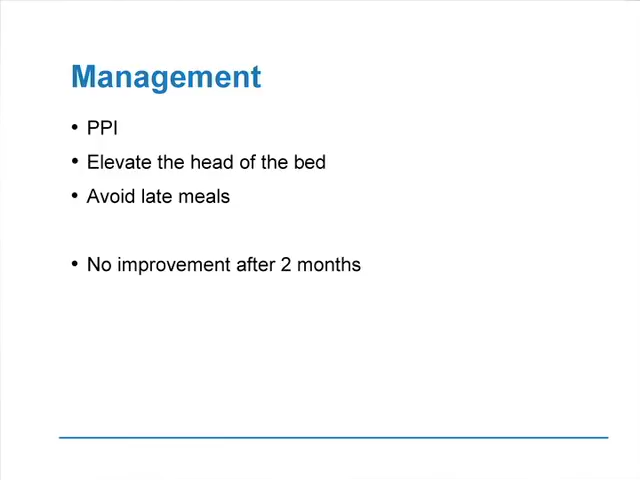 Management
• PPI
• Elevate the head of the bed
• Avoid late meals
• No improvement after 2 months